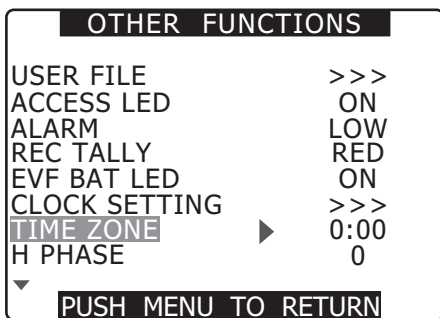 OTHER FUNCTIONS
USER FILE >>>
ACCESS LED ON
ALARM LOW
REC TALLY RED
EVF BAT LED ON
CLOCK SETTING >>>
TIME ZONE 0:00
H PHASE 0
PUSH MENU TO RETURN